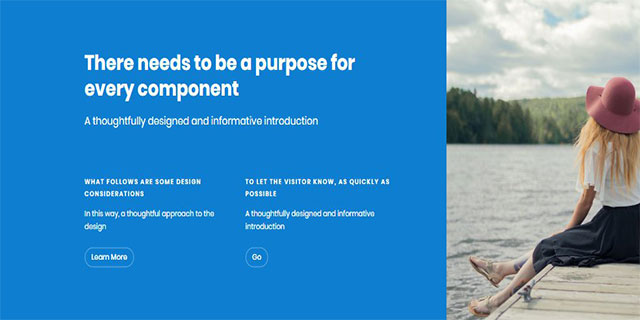 There needs to be a purpose for
every component
A thoughtfully designed and informative introduction
WHAT FOLLOWS ARE SOME DESIGN
CONSIDERATIONS
In this way, a thoughtful approach to the
design
Learn More
TO LET THE VISITOR KNOW, AS QUICKLY AS
POSSIBLE
A thoughtfully designed and informative
introduction
Go